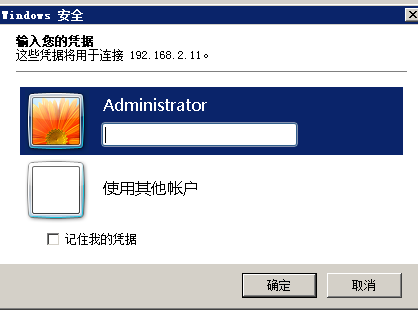 Windows 安全
输入您的凭据
这些凭据将用于连接 192.168.2.11。
Administrator
使用其他帐户
记住我的凭据
确定
取消